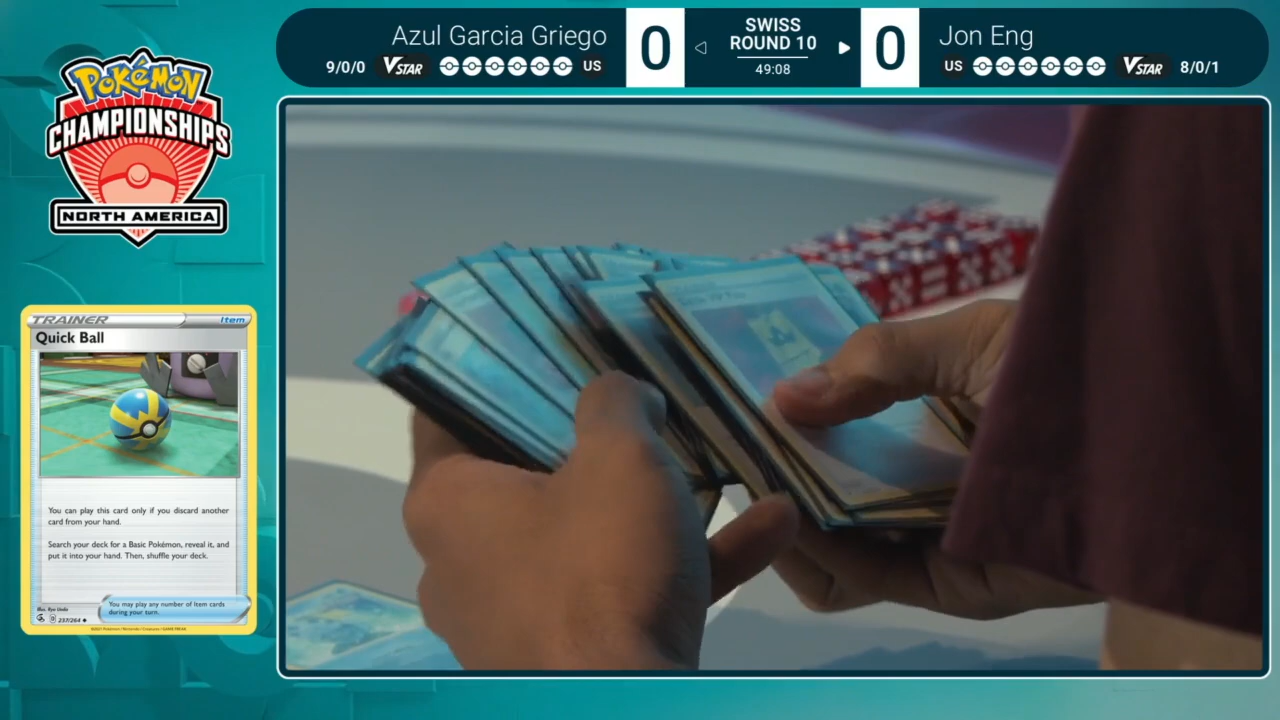 Pokémon
CHAMPIONSHIPS
NORTH AMERICA
Azul Garcia Griego
0
SWISS
ROUND 10
49:08
0
Jon Eng
9/0/0
VSTAR
US
US
VSTAR
8/0/1
TRAINER
Item
Quick Ball
You can play this card only if you discard another
card from your hand.
Search your deck for a Basic Pokémon, reveal it, and
put it into your hand. Then, shuffle your deck.
You may play any number of Item cards
during your turn.
237/264